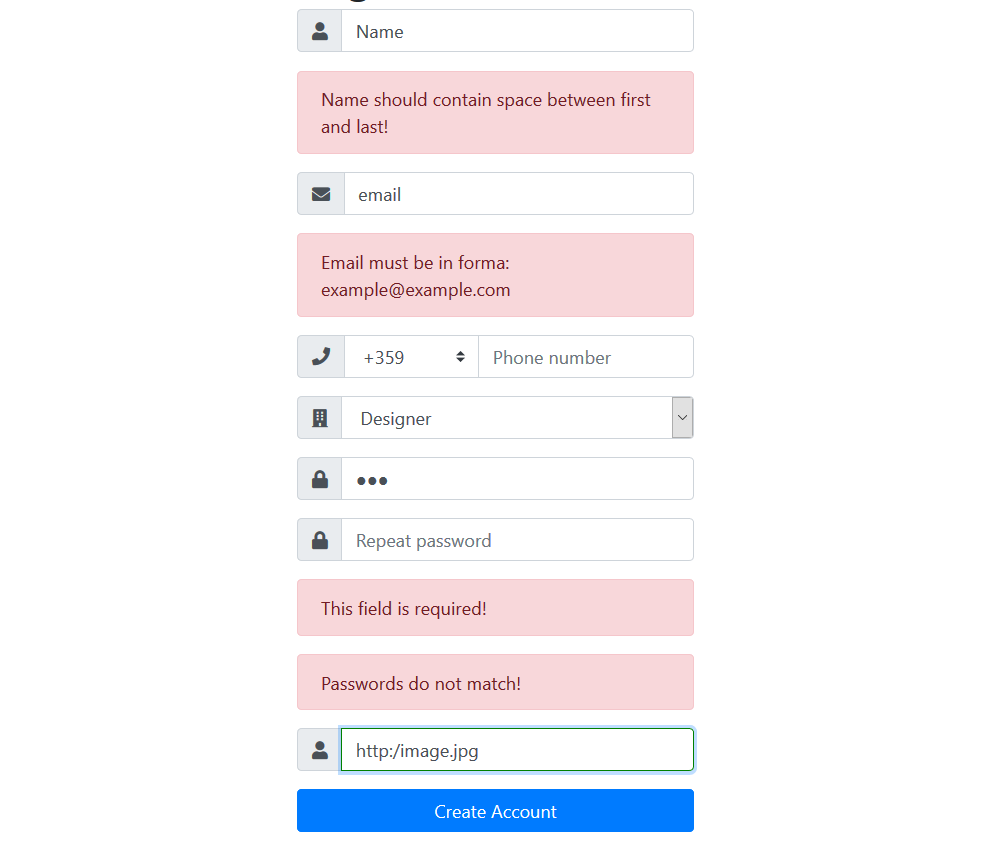 Name
Name should contain space between first
and last!
email
Email must be in forma:
example@example.com
+359
Phone number
Designer
●●●
Repeat password
This field is required!
Passwords do not match!
http:/image.jpg
Create Account